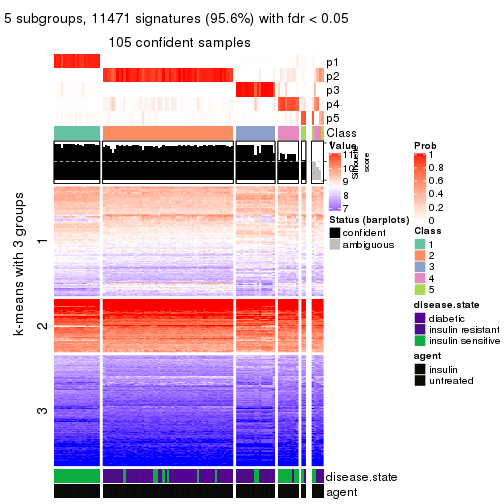 5 subgroups, 11471 signatures (95.6%) with fdr < 0.05
105 confident samples
p1
p2
p3
p4
p5
Class
k-means with 3 groups
1
2
3
disease.state
agent
Value
11
10
9
8
7
Silhouette
score
Status (barplots)
confident
ambiguous
Prob
1
0.8
0.6
0.4
0.2
0
Class
1
2
3
4
5
disease.state
diabetic
insulin resistant
insulin sensitive
agent
insulin
untreated